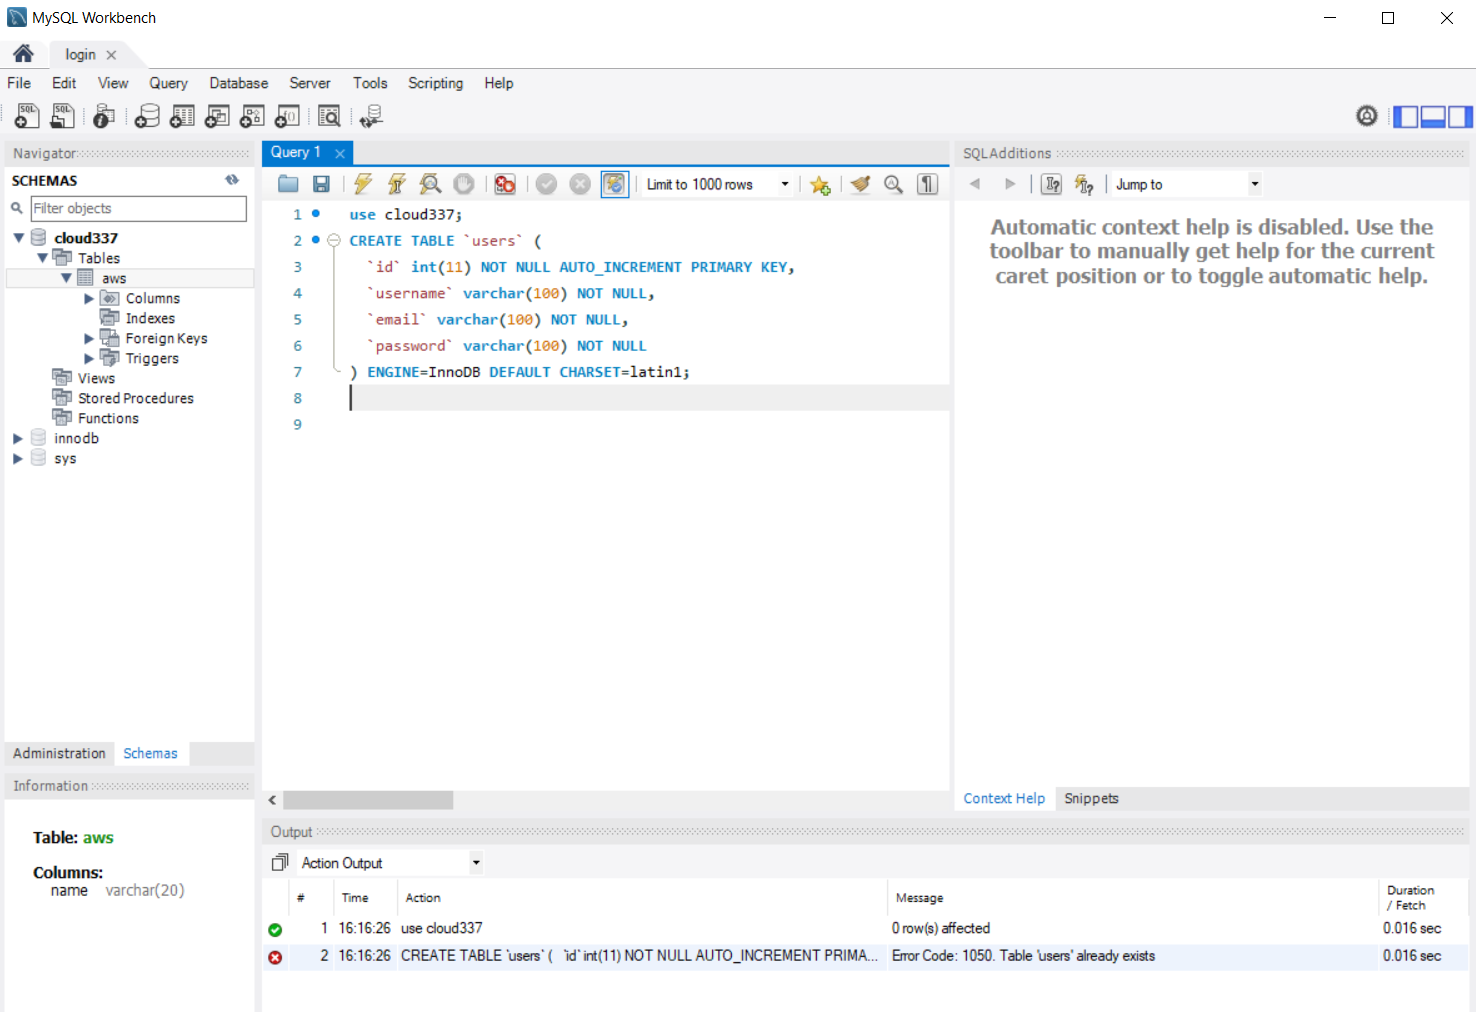 MySQL Workbench
login
File Edit View Query Database Server Tools Scripting Help
Navigator
SCHEMAS
Filter objects
cloud337
Tables
aws
Columns
Indexes
Foreign Keys
Triggers
Views
Stored Procedures
Functions
innodb
sys
Administration Schemas
Information
Table: aws
Columns:
name varchar(20)
Query 1
Limit to 1000 rows
1 use cloud337;
2 CREATE TABLE `users` (
3 `id` int(11) NOT NULL AUTO_INCREMENT PRIMARY KEY,
4 `username` varchar(100) NOT NULL,
5 `email` varchar(100) NOT NULL,
6 `password` varchar(100) NOT NULL
7 ) ENGINE=InnoDB DEFAULT CHARSET=latin1;
8
9
SQLAdditions
Jump to
Automatic context help is disabled. Use the
toolbar to manually get help for the current
caret position or to toggle automatic help.
Context Help Snippets
Output
Action Output
# Time Action Message Duration / Fetch
1 16:16:26 use cloud337 0 row(s) affected 0.016 sec
2 16:16:26 CREATE TABLE `users` ( `id` int(11) NOT NULL AUTO_INCREMENT PRIMA... Error Code: 1050. Table 'users' already exists 0.016 sec